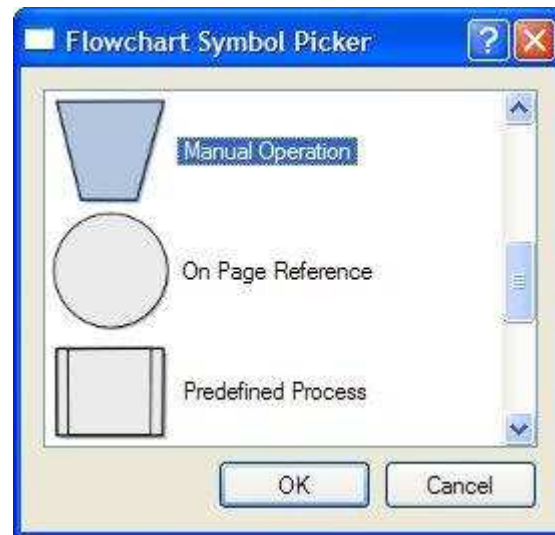 Flowchart Symbol Picker
Manual Operation
On Page Reference
Predefined Process
OK Cancel